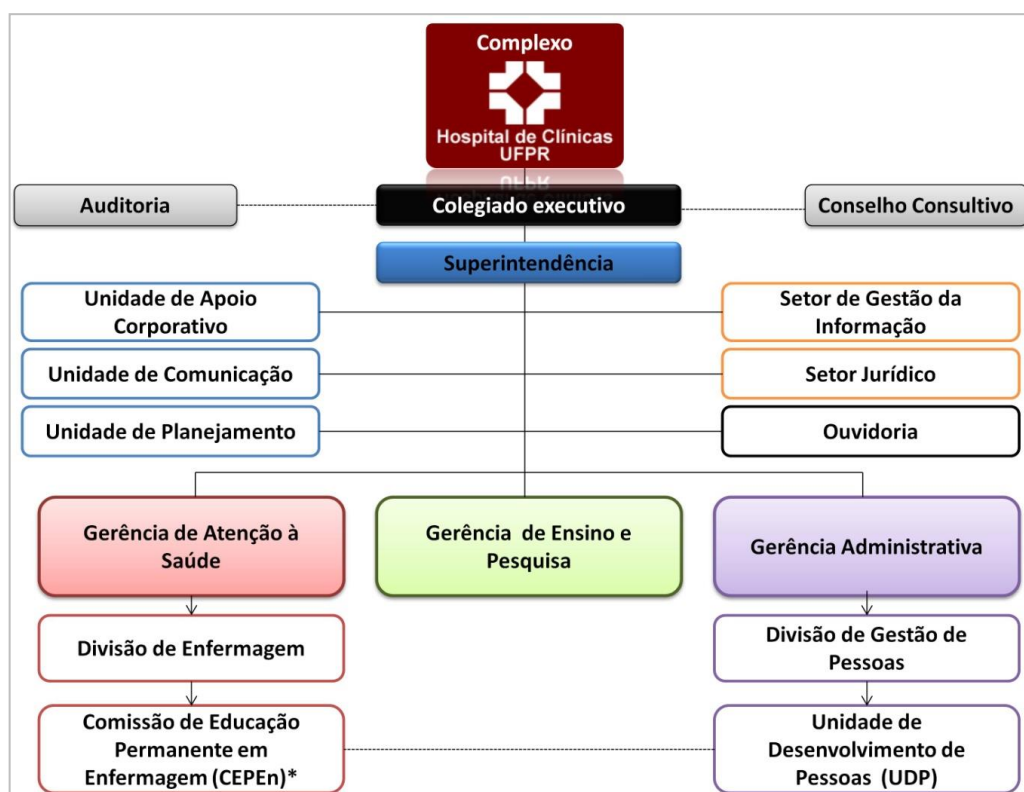 Complexo
Hospital de Clínicas
UFPR
Auditoria
Colegiado executivo
Conselho Consultivo
Superintendência
Unidade de Apoio
Corporativo
Setor de Gestão da
Informação
Unidade de Comunicação
Setor Jurídico
Unidade de Planejamento
Ouvidoria
Gerência de Atenção à
Saúde
Gerência de Ensino e
Pesquisa
Gerência Administrativa
Divisão de Enfermagem
Divisão de Gestão de
Pessoas
Comissão de Educação
Permanente em
Enfermagem (CEPEn)*
Unidade de
Desenvolvimento de
Pessoas (UDP)